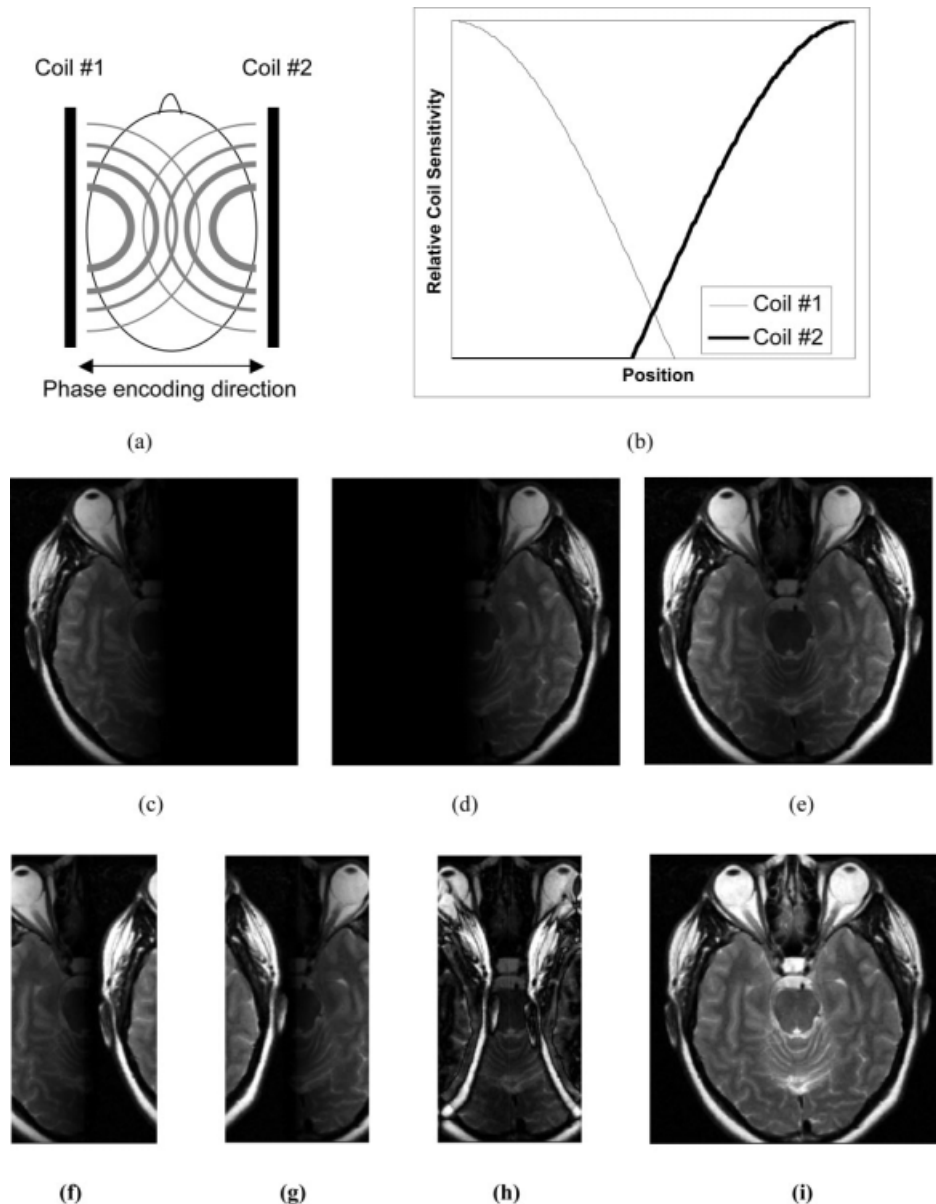 Coil #1
Coil #2
Phase encoding direction
(a)
Relative Coil Sensitivity
Coil #1
Coil #2
Position
(b)
(c)
(d)
(e)
(f)
(g)
(h)
(i)